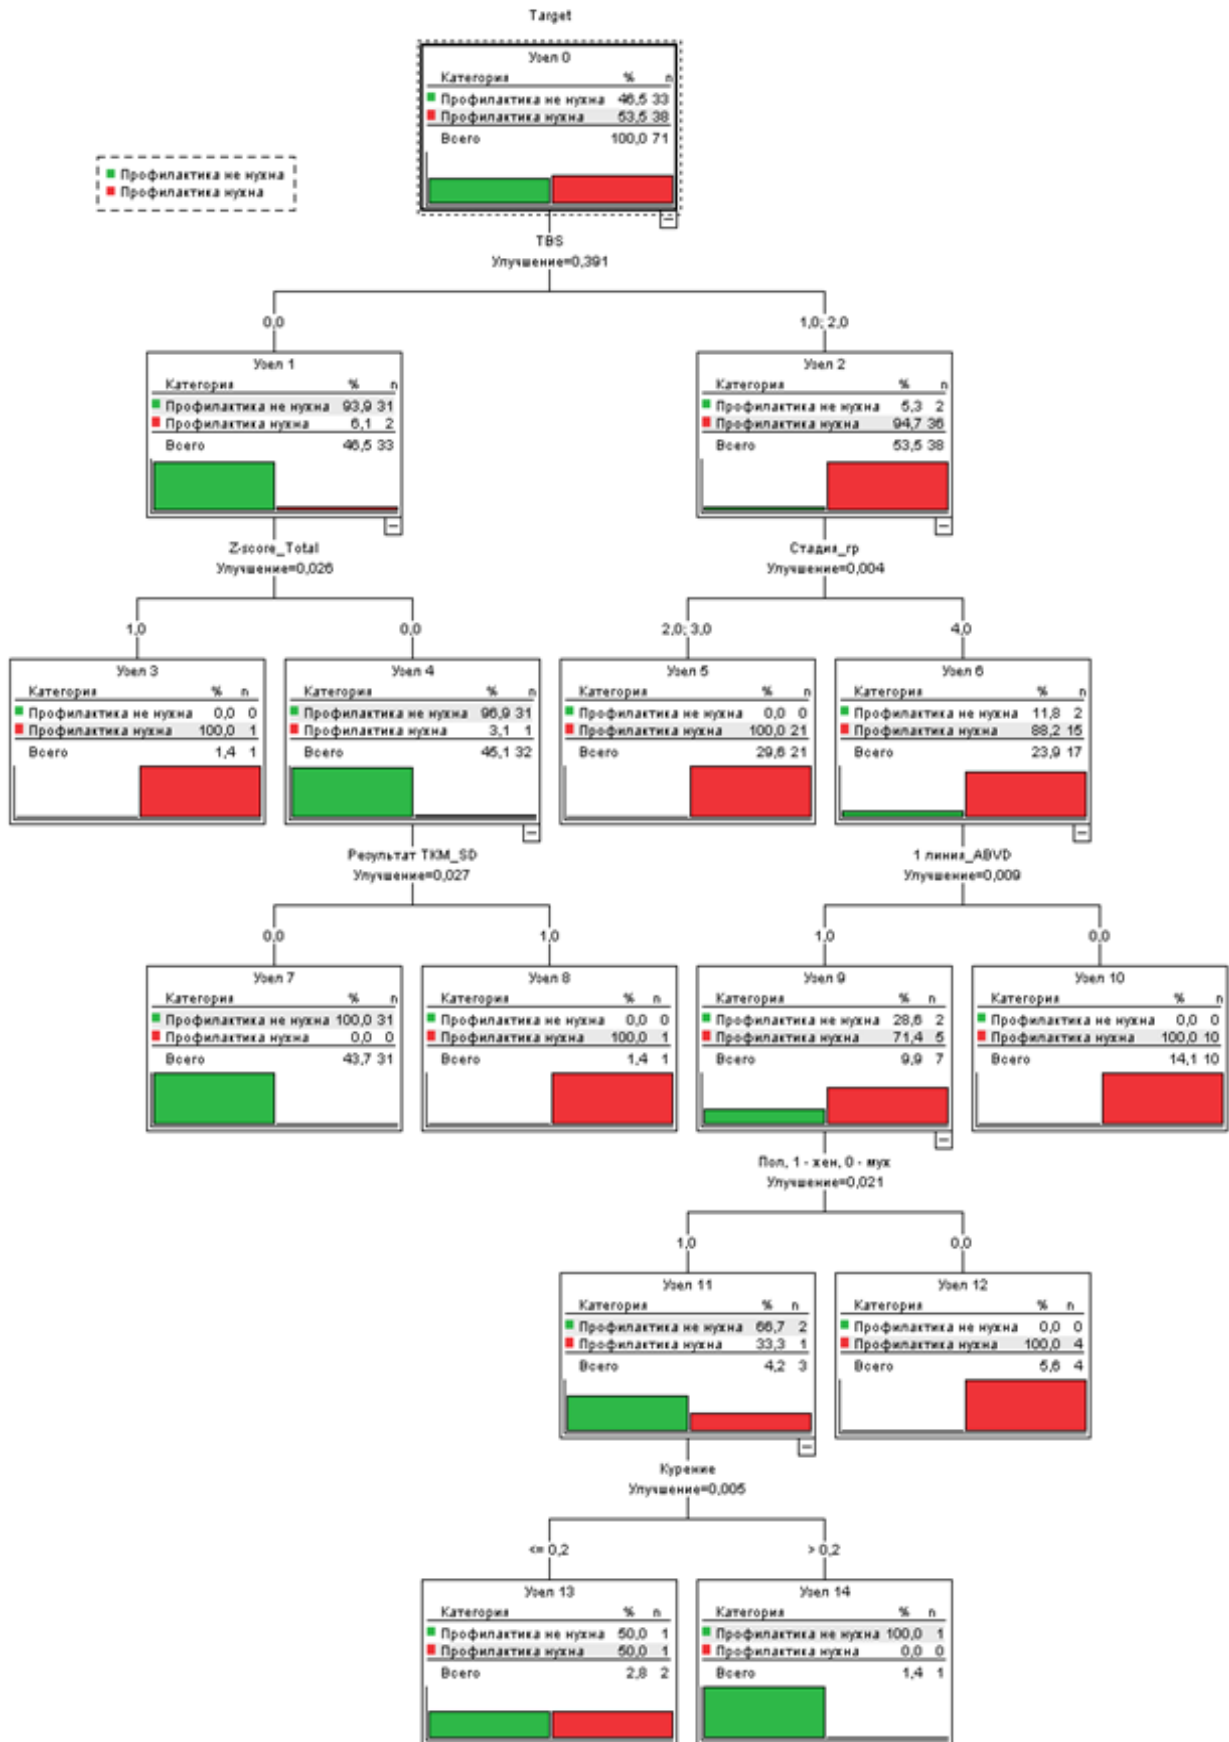 Target
Узел 0
Категория % n
Профилактика не нужна 46,5 33
Профилактика нужна 53,5 38
Всего 100,0 71
Профилактика не нужна
Профилактика нужна
TBS
Улучшение=0,391
0,0
1,0; 2,0
Узел 1
Категория % n
Профилактика не нужна 93,9 31
Профилактика нужна 6,1 2
Всего 46,5 33
Узел 2
Категория % n
Профилактика не нужна 5,3 2
Профилактика нужна 94,7 36
Всего 53,5 38
Z-score_Total
Улучшение=0,026
Стадия_гр
Улучшение=0,004
1,0
0,0
2,0; 3,0
4,0
Узел 3
Категория % n
Профилактика не нужна 0,0 0
Профилактика нужна 100,0 1
Всего 1,4 1
Узел 4
Категория % n
Профилактика не нужна 96,9 31
Профилактика нужна 3,1 1
Всего 45,1 32
Узел 5
Категория % n
Профилактика не нужна 0,0 0
Профилактика нужна 100,0 21
Всего 29,6 21
Узел 6
Категория % n
Профилактика не нужна 11,8 2
Профилактика нужна 88,2 15
Всего 23,9 17
Результат ТКМ_SD
Улучшение=0,027
1 линия_ABVD
Улучшение=0,009
0,0
1,0
1,0
0,0
Узел 7
Категория % n
Профилактика не нужна 100,0 31
Профилактика нужна 0,0 0
Всего 43,7 31
Узел 8
Категория % n
Профилактика не нужна 0,0 0
Профилактика нужна 100,0 1
Всего 1,4 1
Узел 9
Категория % n
Профилактика не нужна 28,6 2
Профилактика нужна 71,4 5
Всего 9,9 7
Узел 10
Категория % n
Профилактика не нужна 0,0 0
Профилактика нужна 100,0 10
Всего 14,1 10
Пол, 1 - жен, 0 - муж
Улучшение=0,021
1,0
0,0
Узел 11
Категория % n
Профилактика не нужна 66,7 2
Профилактика нужна 33,3 1
Всего 4,2 3
Узел 12
Категория % n
Профилактика не нужна 0,0 0
Профилактика нужна 100,0 4
Всего 5,6 4
Курение
Улучшение=0,005
<= 0,2
> 0,2
Узел 13
Категория % n
Профилактика не нужна 50,0 1
Профилактика нужна 50,0 1
Всего 2,8 2
Узел 14
Категория % n
Профилактика не нужна 100,0 1
Профилактика нужна 0,0 0
Всего 1,4 1